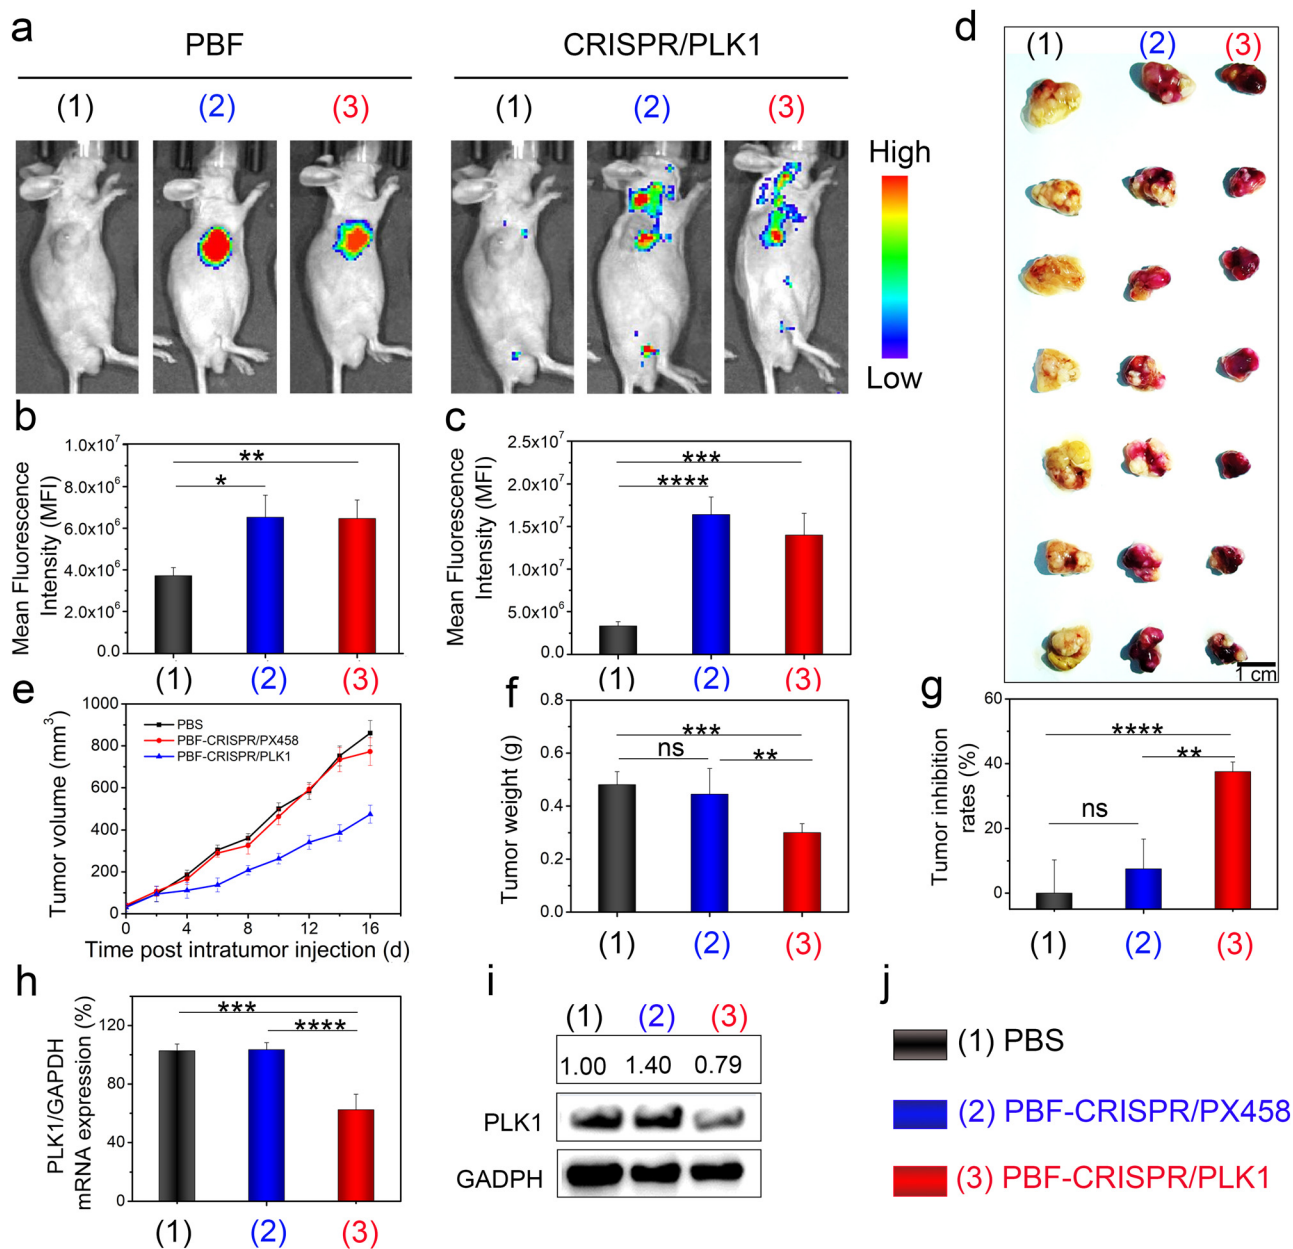 a
PBF
CRISPR/PLK1
(1) (2) (3)
(1) (2) (3)
High
Low
d
(1) (2) (3)
1 cm
b
Mean Fluorescence
Intensity (MFI)
1.0x10⁷
8.0x10⁶
6.0x10⁶
4.0x10⁶
2.0x10⁶
0.0
**
*
(1) (2) (3)
c
Mean Fluorescence
Intensity (MFI)
2.5x10⁷
2.0x10⁷
1.5x10⁷
1.0x10⁷
5.0x10⁶
0.0
***
****
(1) (2) (3)
e
Tumor volume (mm³)
1000
800
600
400
200
0
PBS
PBF-CRISPR/PX458
PBF-CRISPR/PLK1
0 4 8 12 16
Time post intratumor injection (d)
f
Tumor weight (g)
0.8
0.6
0.4
0.2
0.0
***
ns
**
(1) (2) (3)
g
Tumor inhibition
rates (%)
60
40
20
0
****
**
ns
(1) (2) (3)
h
PLK1/GAPDH
mRNA expression (%)
120
80
40
0
***
****
(1) (2) (3)
i
(1) (2) (3)
1.00 1.40 0.79
PLK1
GADPH
j
(1) PBS
(2) PBF-CRISPR/PX458
(3) PBF-CRISPR/PLK1